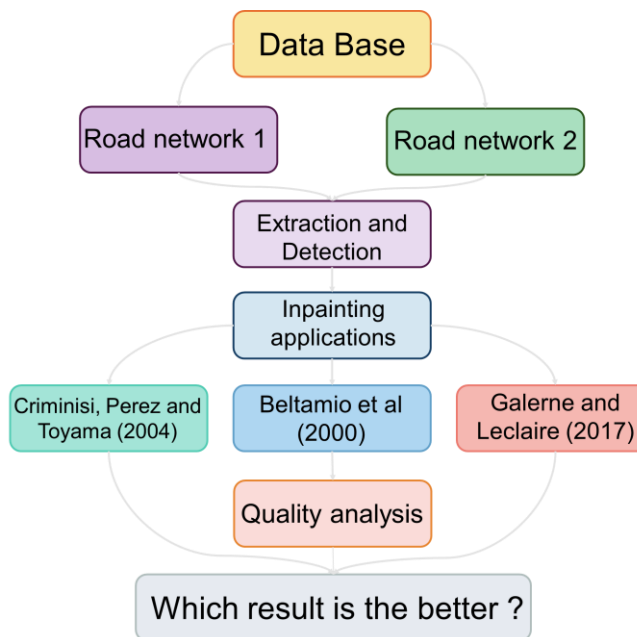 Data Base
Road network 1
Road network 2
Extraction and
Detection
Inpainting
applications
Criminisi, Perez and
Toyama (2004)
Beltamio et al
(2000)
Galerne and
Leclaire (2017)
Quality analysis
Which result is the better ?